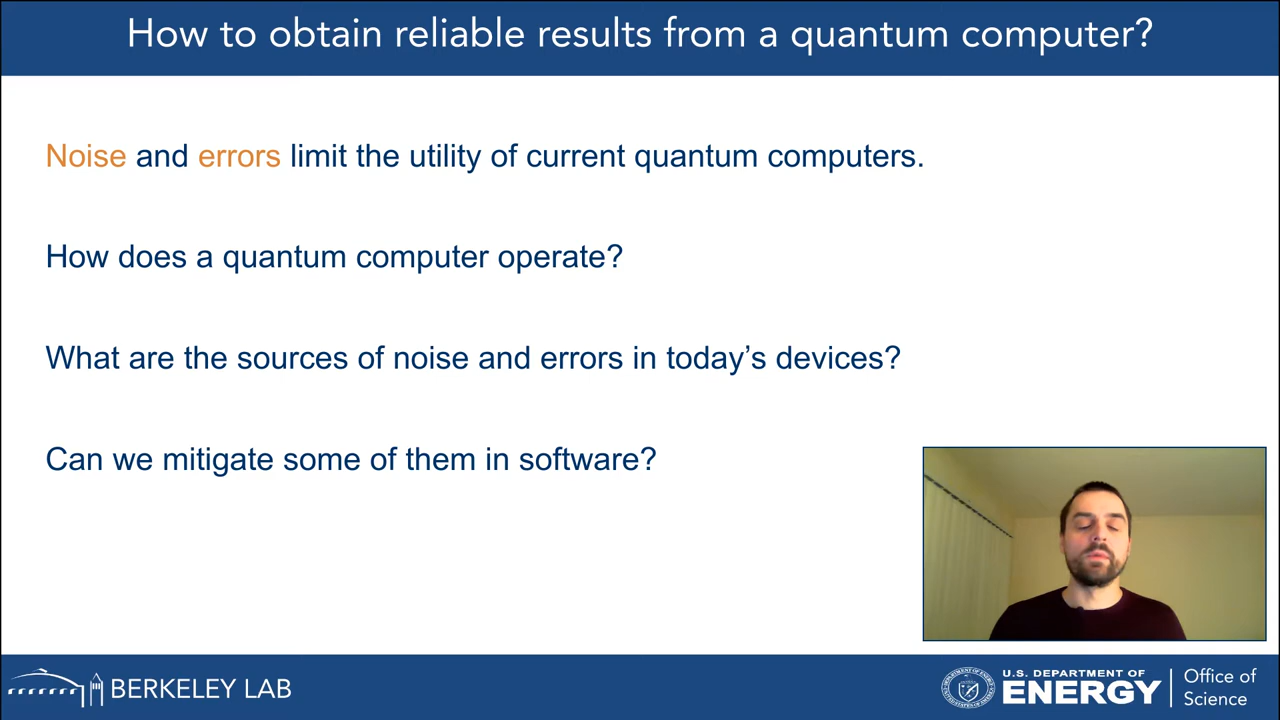 How to obtain reliable results from a quantum computer?
Noise and errors limit the utility of current quantum computers.
How does a quantum computer operate?
What are the sources of noise and errors in today’s devices?
Can we mitigate some of them in software?
BERKELEY LAB
U.S. DEPARTMENT OF
ENERGY
Office of
Science